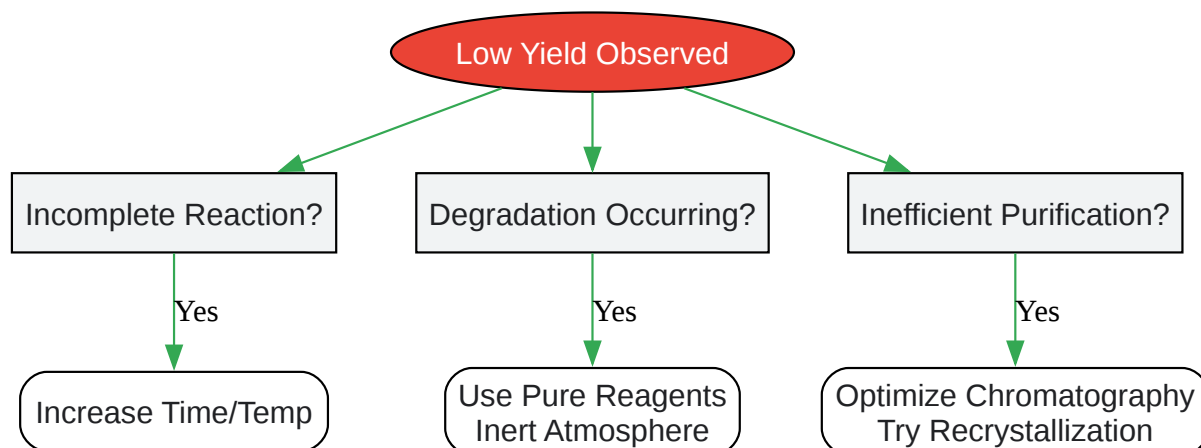 Low Yield Observed
Incomplete Reaction?
Degradation Occurring?
Inefficient Purification?
Yes
Yes
Yes
Increase Time/Temp
Use Pure Reagents
Inert Atmosphere
Optimize Chromatography
Try Recrystallization